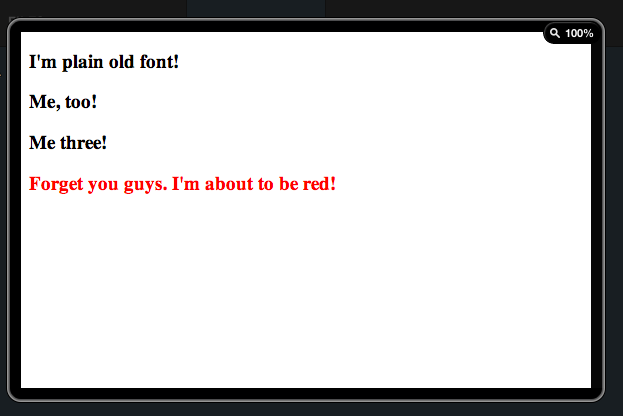 100%
I'm plain old font!
Me, too!
Me three!
Forget you guys. I'm about to be red!